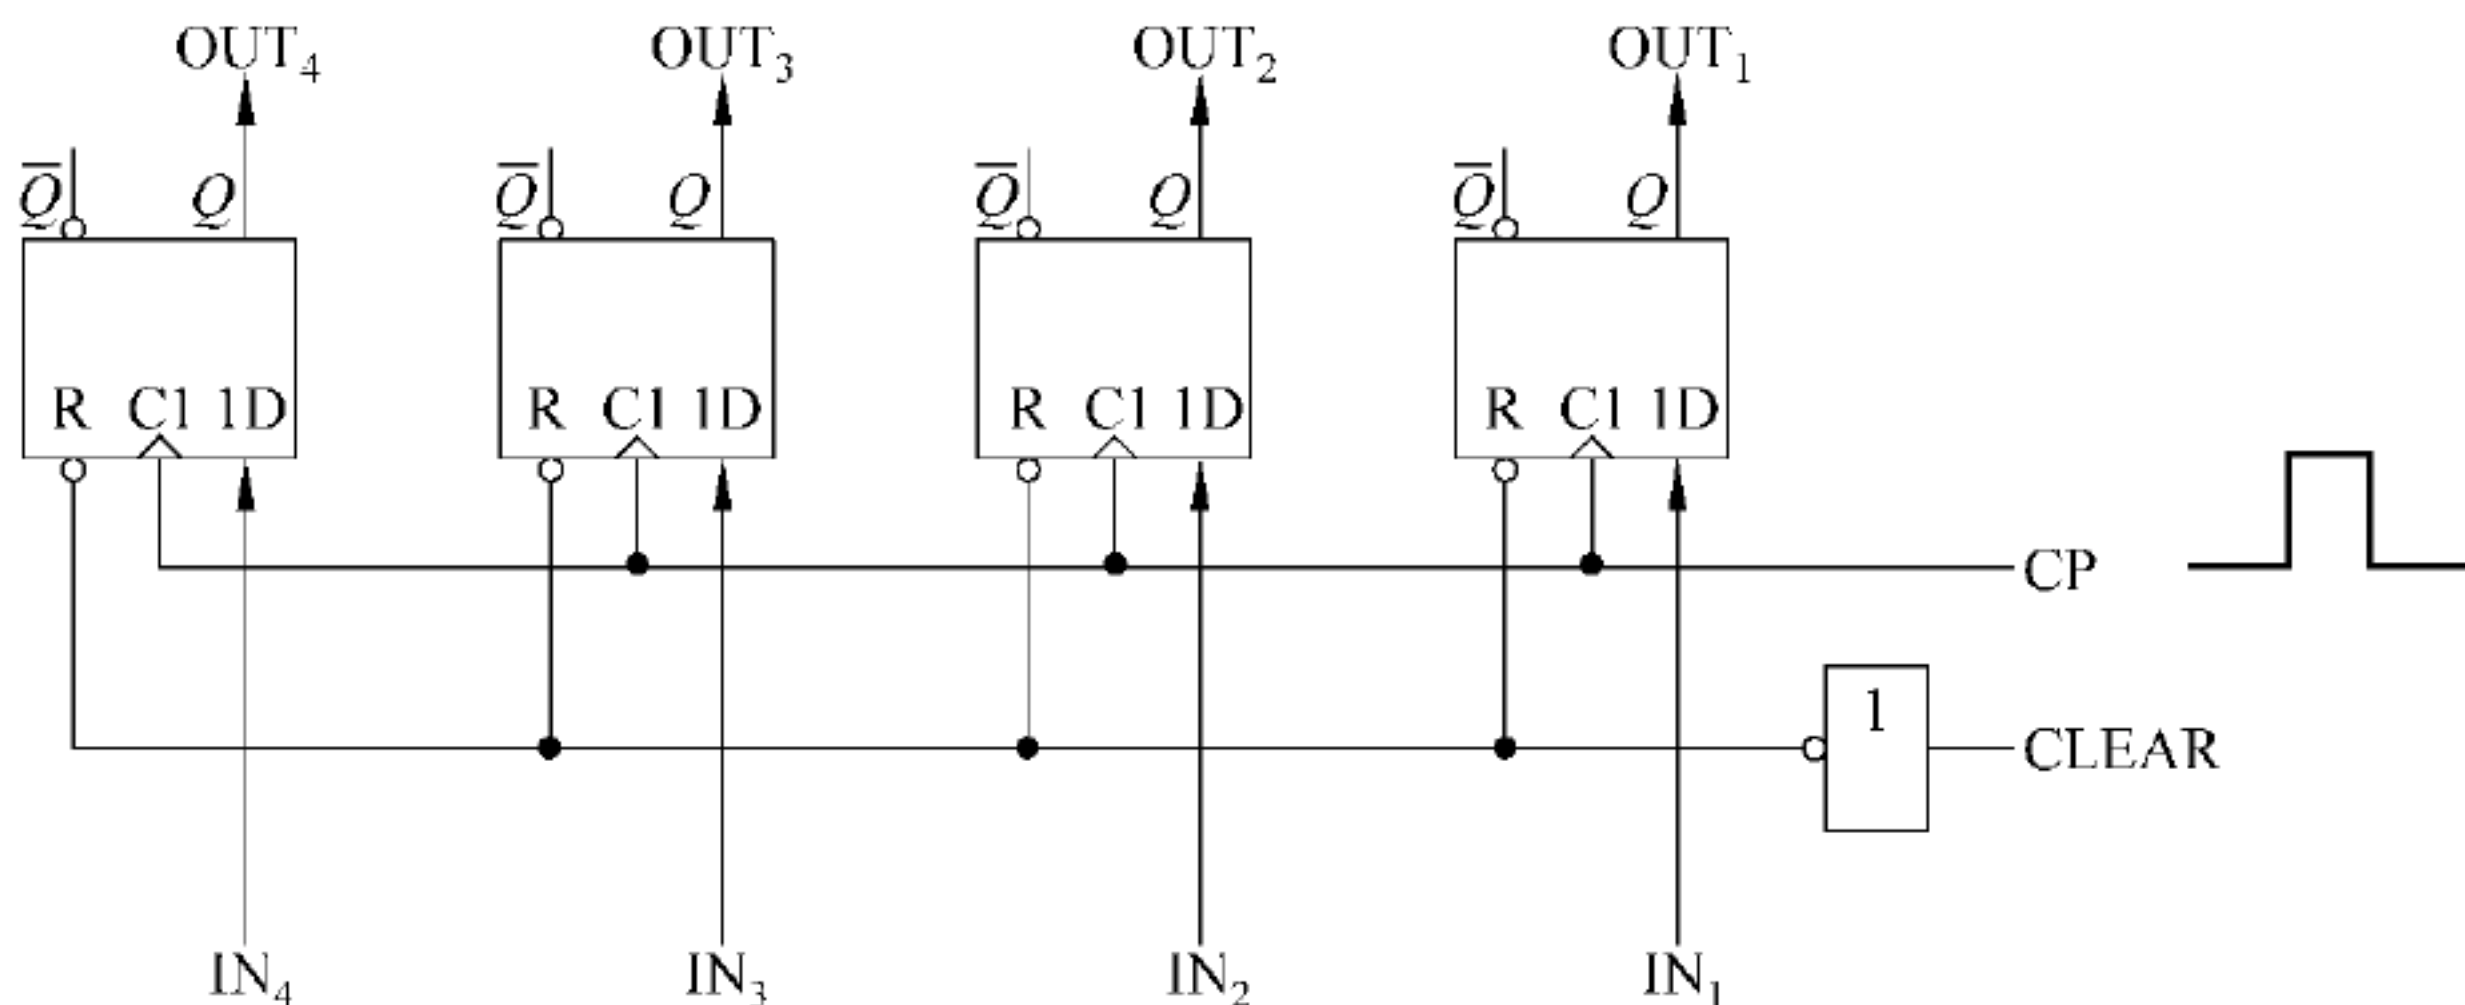 OUT₄ OUT₃ OUT₂ OUT₁
Q̅ Q Q̅ Q Q̅ Q Q̅ Q
R C1 1D R C1 1D R C1 1D R C1 1D
CP
1
CLEAR
IN₄ IN₃ IN₂ IN₁